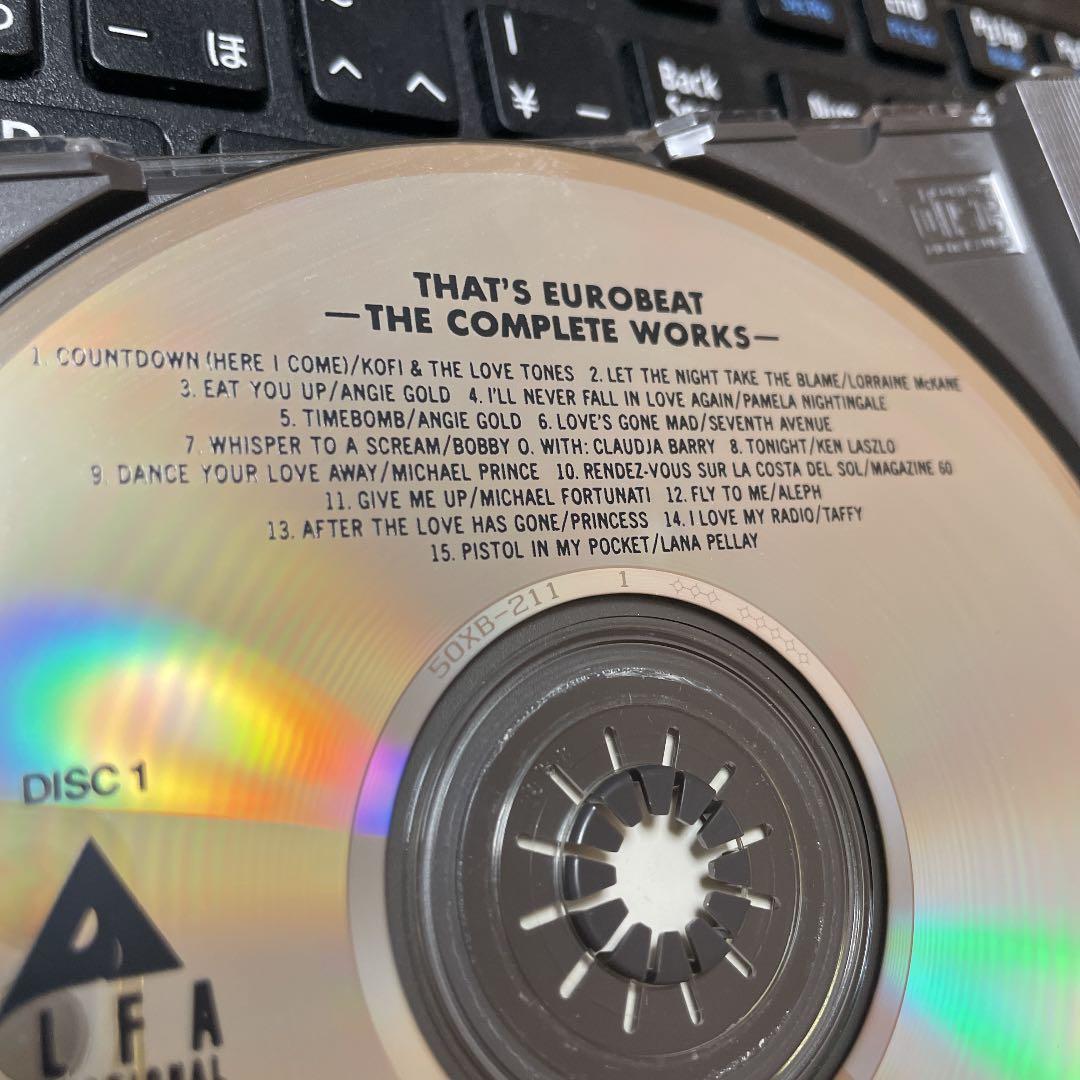 ー ほ
へ ヘ
| ¥ ー
Back
End
PgUp
THAT'S EUROBEAT
—THE COMPLETE WORKS—
1. COUNTDOWN (HERE I COME)/KOFI & THE LOVE TONES 2. LET THE NIGHT TAKE THE BLAME/LORRAINE McKANE
3. EAT YOU UP/ANGIE GOLD 4. I'LL NEVER FALL IN LOVE AGAIN/PAMELA NIGHTINGALE
5. TIMEBOMB/ANGIE GOLD 6. LOVE'S GONE MAD/SEVENTH AVENUE
7. WHISPER TO A SCREAM/BOBBY O. WITH: CLAUDJA BARRY 8. TONIGHT/KEN LASZLO
9. DANCE YOUR LOVE AWAY/MICHAEL PRINCE 10. RENDEZ-VOUS SUR LA COSTA DEL SOL/MAGAZINE 60
11. GIVE ME UP/MICHAEL FORTUNATI 12. FLY TO ME/ALEPH
13. AFTER THE LOVE HAS GONE/PRINCESS 14. I LOVE MY RADIO/TAFFY
15. PISTOL IN MY POCKET/LANA PELLAY
50XB-211 1
DISC 1
LFA